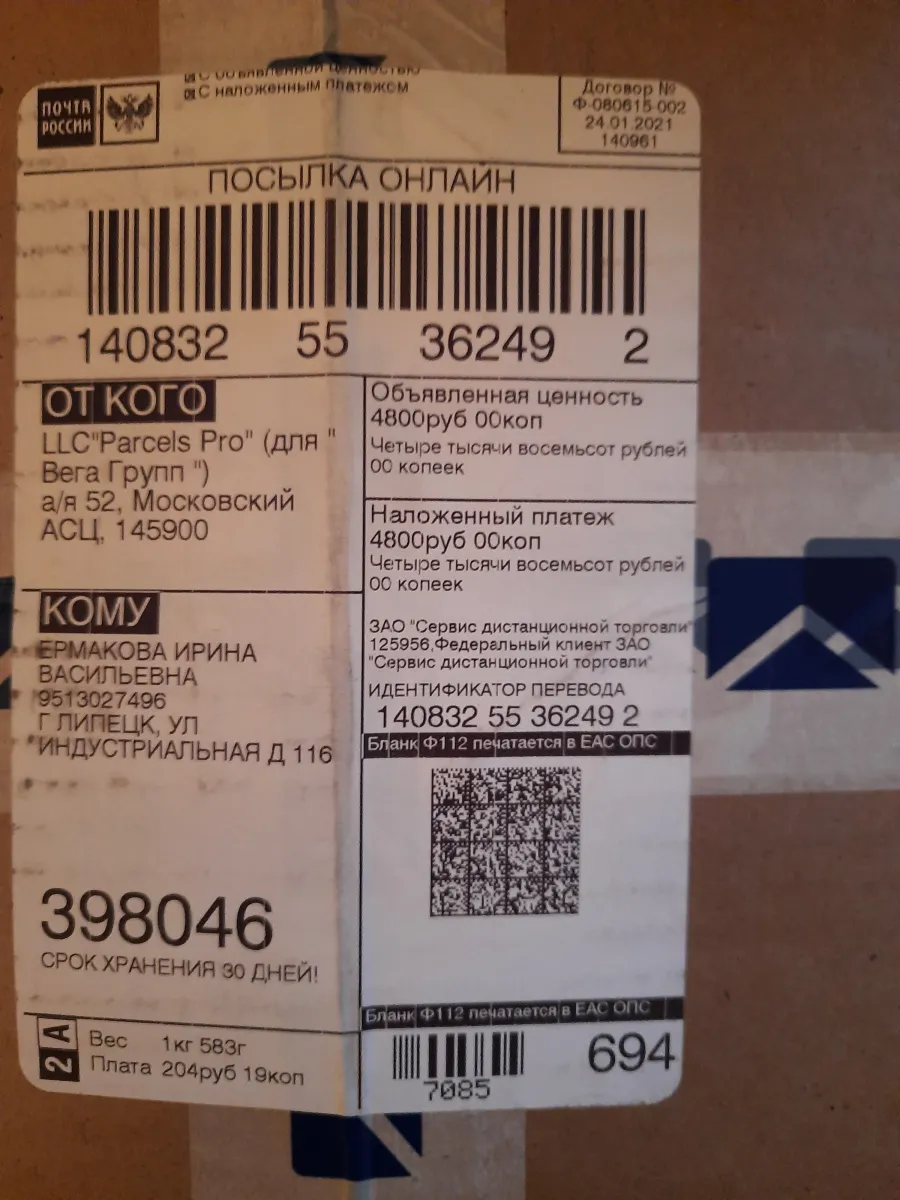 С объявленной ценностью
С наложенным платежом
ПОЧТА
РОССИИ
Договор №
Ф-080615-002
24.01.2021
140961
ПОСЫЛКА ОНЛАЙН
140832 55 36249 2
ОТ КОГО
LLC"Parcels Pro" (для "
Вега Групп ")
а/я 52, Московский
АСЦ, 145900
Объявленная ценность
4800руб 00коп
Четыре тысячи восемьсот рублей
00 копеек
Наложенный платеж
4800руб 00коп
Четыре тысячи восемьсот рублей
00 копеек
КОМУ
ЕРМАКОВА ИРИНА
ВАСИЛЬЕВНА
9513027496
Г ЛИПЕЦК, УЛ
ИНДУСТРИАЛЬНАЯ Д 116
ЗАО "Сервис дистанционной торговли"
125956,Федеральный клиент ЗАО
"Сервис дистанционной торговли"
ИДЕНТИФИКАТОР ПЕРЕВОДА
140832 55 36249 2
Бланк Ф112 печатается в ЕАС ОПС
398046
СРОК ХРАНЕНИЯ 30 ДНЕЙ!
Бланк Ф112 печатается в ЕАС ОПС
2 А
Вес 1кг 583г
Плата 204руб 19коп
7085
694